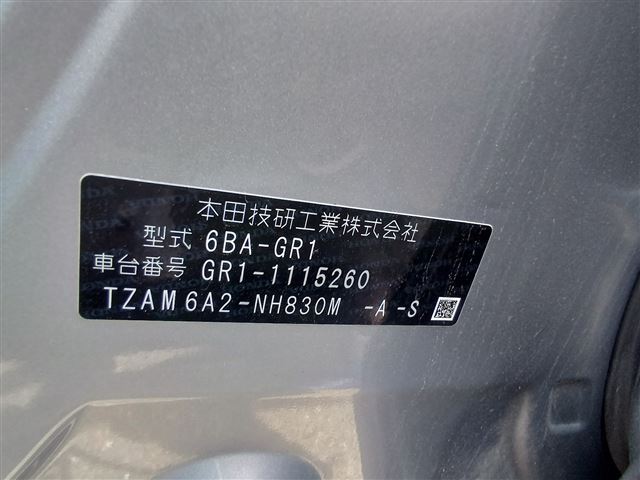 本田技研工業株式会社
型式 6BA-GR1
車台番号 GR1-1115260
TZAM6A2-NH830M -A -S